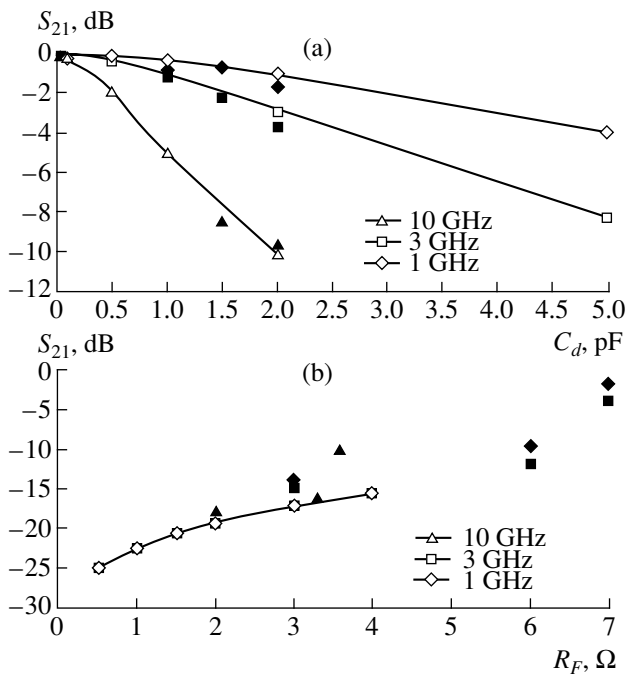 S21, dB
(a)
0
−2
−4
−6
−8
−10
−12
10 GHz
3 GHz
1 GHz
0 0.5 1.0 1.5 2.0 2.5 3.0 3.5 4.0 4.5 5.0
Cd, pF
S21, dB
(b)
0
−5
−10
−15
−20
−25
−30
10 GHz
3 GHz
1 GHz
0 1 2 3 4 5 6 7
RF, Ω